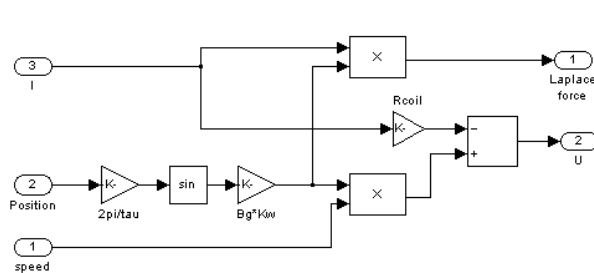 3
I
×
1
Laplace
force
Rcoil
K-
−
+
2
U
2
Position
K-
2pi/tau
sin
K-
Bg*Kw
×
1
speed